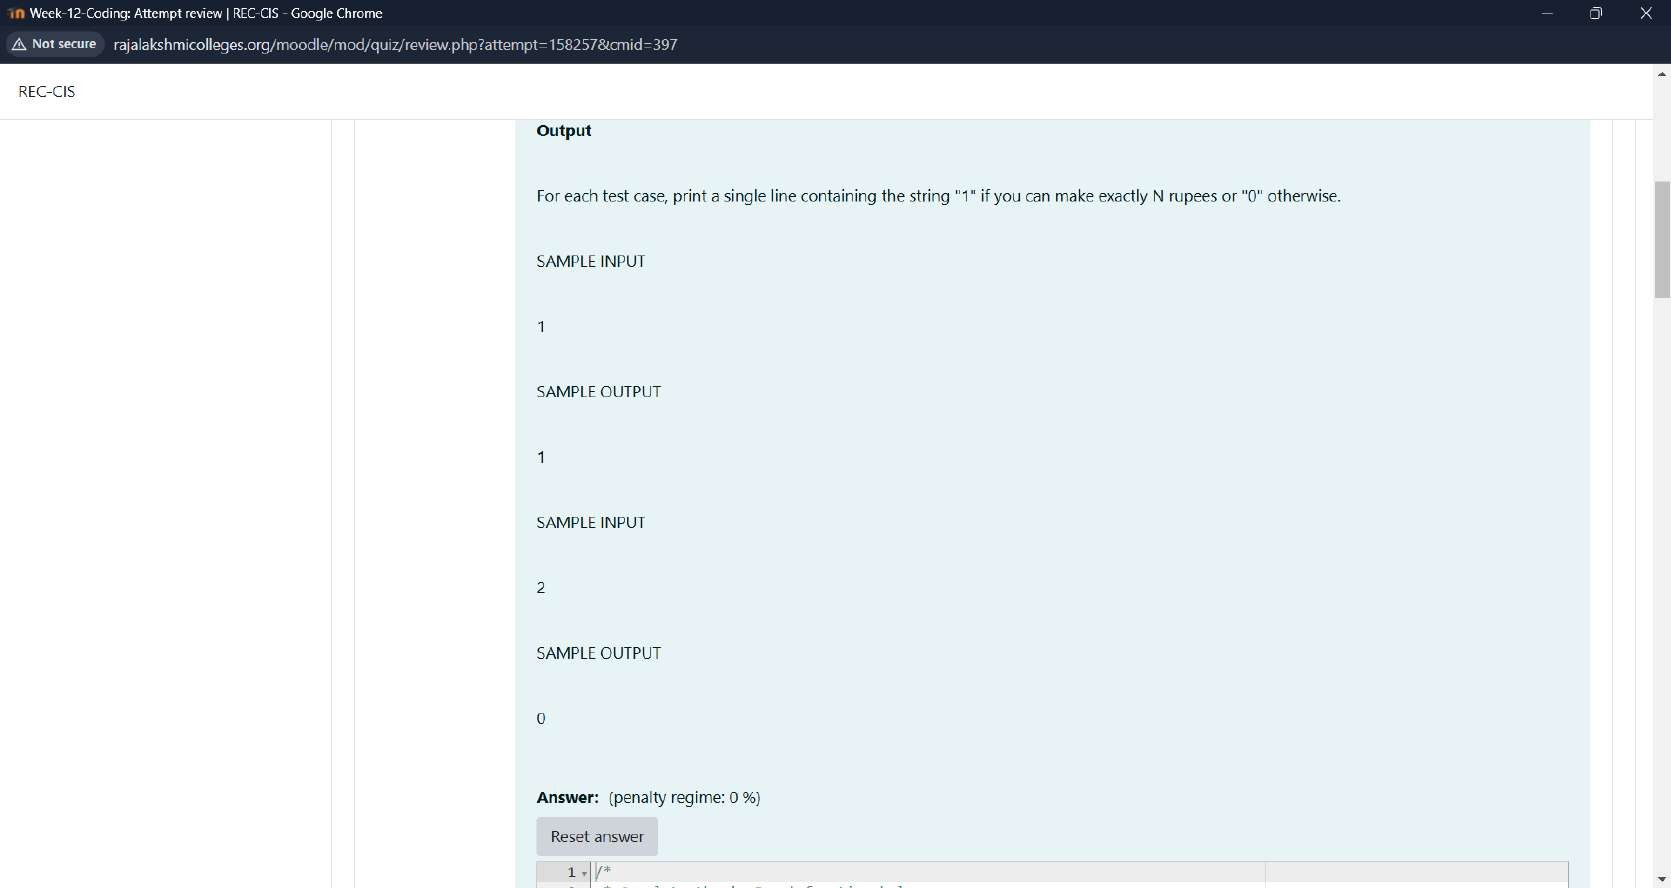 Week-12-Coding: Attempt review | REC-CIS - Google Chrome
Not secure rajalakshmicolleges.org/moodle/mod/quiz/review.php?attempt=158257&cmid=397
REC-CIS
Output
For each test case, print a single line containing the string "1" if you can make exactly N rupees or "0" otherwise.
SAMPLE INPUT
1
SAMPLE OUTPUT
1
SAMPLE INPUT
2
SAMPLE OUTPUT
0
Answer: (penalty regime: 0 %)
Reset answer
1 /*